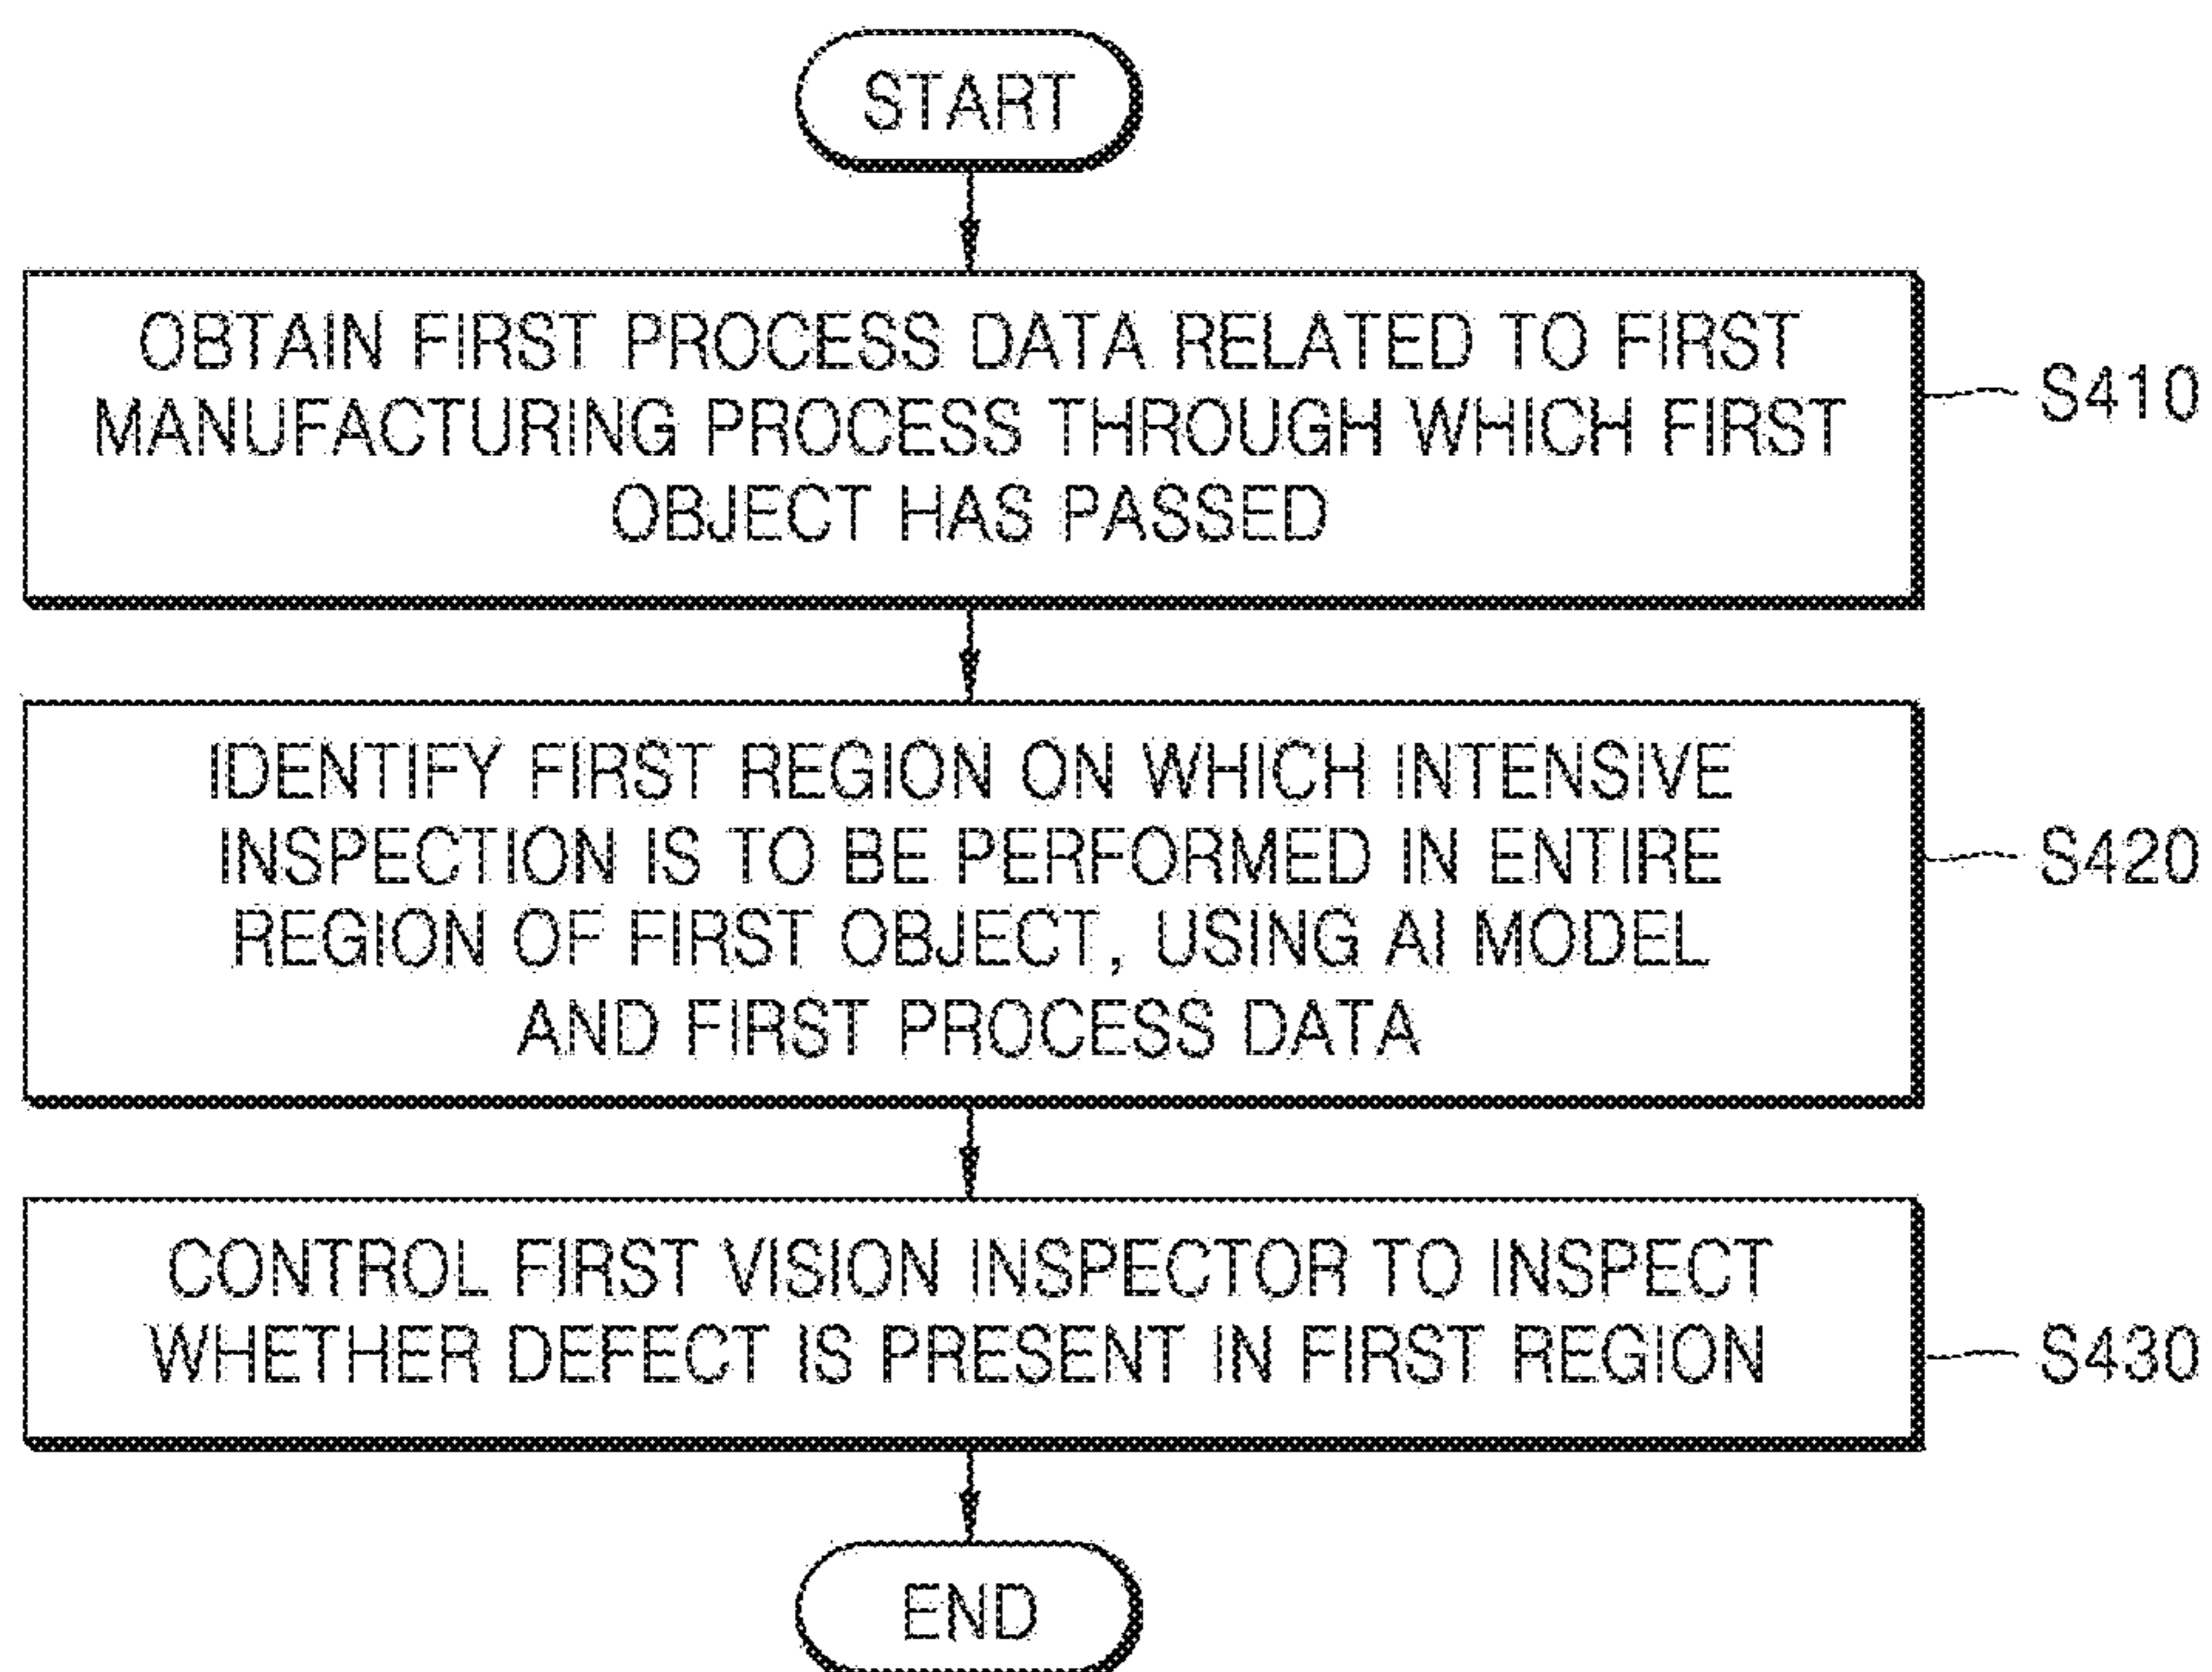 START
OBTAIN FIRST PROCESS DATA RELATED TO FIRST
MANUFACTURING PROCESS THROUGH WHICH FIRST
OBJECT HAS PASSED
S410
IDENTIFY FIRST REGION ON WHICH INTENSIVE
INSPECTION IS TO BE PERFORMED IN ENTIRE
REGION OF FIRST OBJECT, USING AI MODEL
AND FIRST PROCESS DATA
S420
CONTROL FIRST VISION INSPECTOR TO INSPECT
WHETHER DEFECT IS PRESENT IN FIRST REGION
S430
END